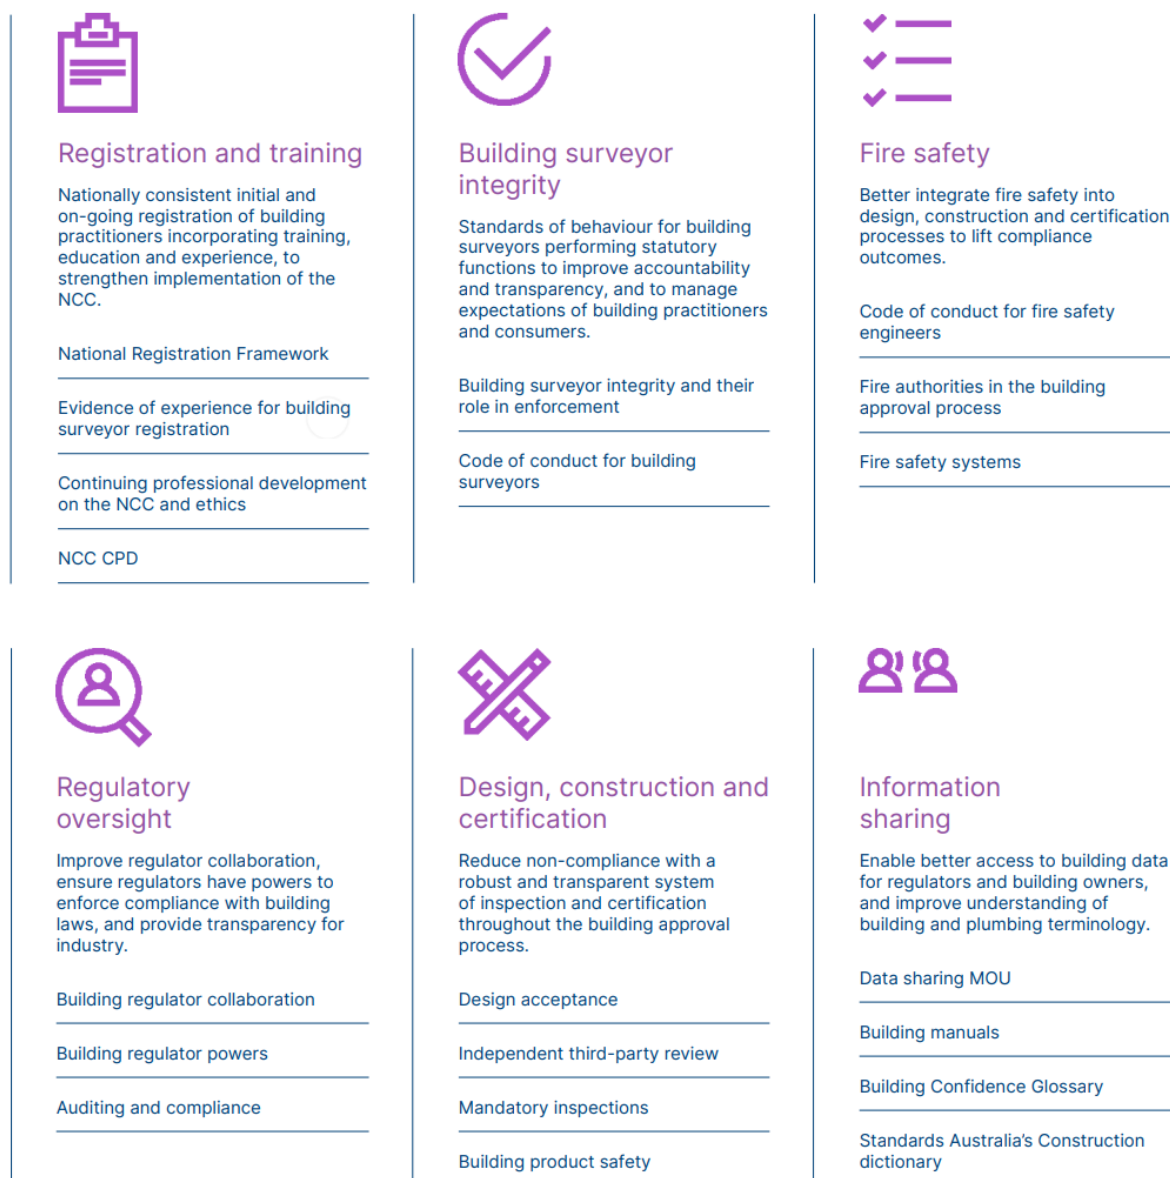 Registration and training
Nationally consistent initial and
on-going registration of building
practitioners incorporating training,
education and experience, to
strengthen implementation of the
NCC.
National Registration Framework
Evidence of experience for building
surveyor registration
Continuing professional development
on the NCC and ethics
NCC CPD
Building surveyor
integrity
Standards of behaviour for building
surveyors performing statutory
functions to improve accountability
and transparency, and to manage
expectations of building practitioners
and consumers.
Building surveyor integrity and their
role in enforcement
Code of conduct for building
surveyors
Fire safety
Better integrate fire safety into
design, construction and certification
processes to lift compliance
outcomes.
Code of conduct for fire safety
engineers
Fire authorities in the building
approval process
Fire safety systems
Regulatory
oversight
Improve regulator collaboration,
ensure regulators have powers to
enforce compliance with building
laws, and provide transparency for
industry.
Building regulator collaboration
Building regulator powers
Auditing and compliance
Design, construction and
certification
Reduce non-compliance with a
robust and transparent system
of inspection and certification
throughout the building approval
process.
Design acceptance
Independent third-party review
Mandatory inspections
Building product safety
Information
sharing
Enable better access to building data
for regulators and building owners,
and improve understanding of
building and plumbing terminology.
Data sharing MOU
Building manuals
Building Confidence Glossary
Standards Australia's Construction
dictionary